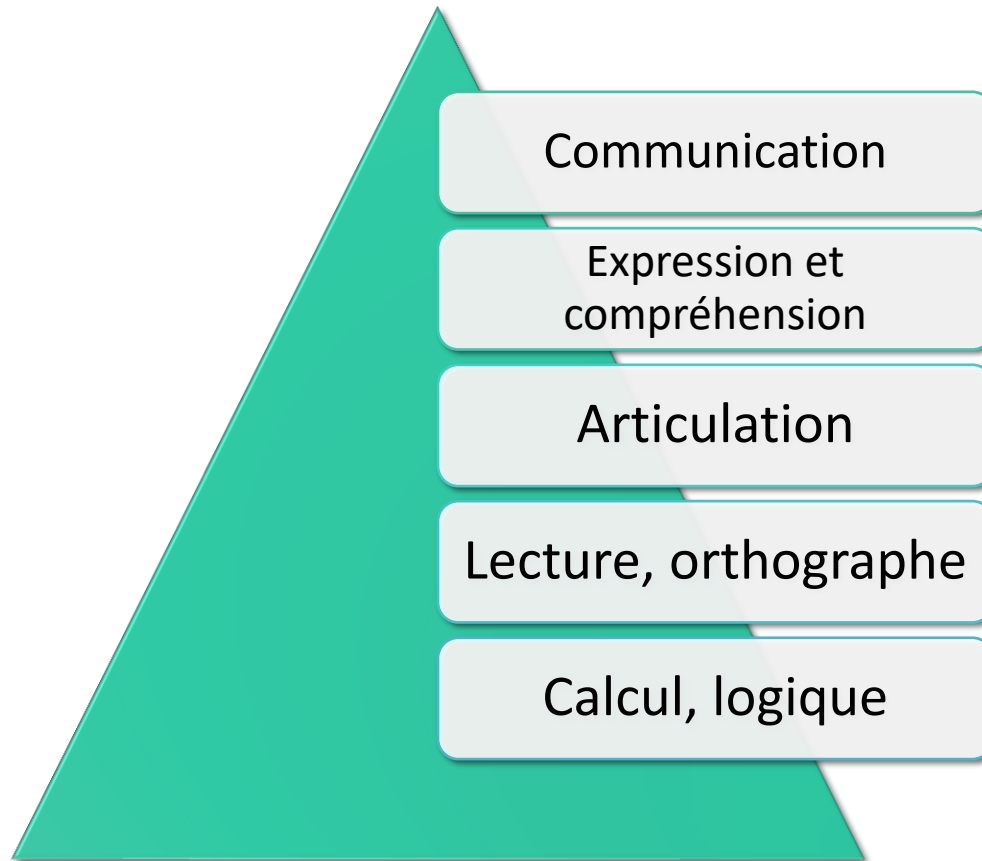 Communication
Expression et
compréhension
Articulation
Lecture, orthographe
Calcul, logique